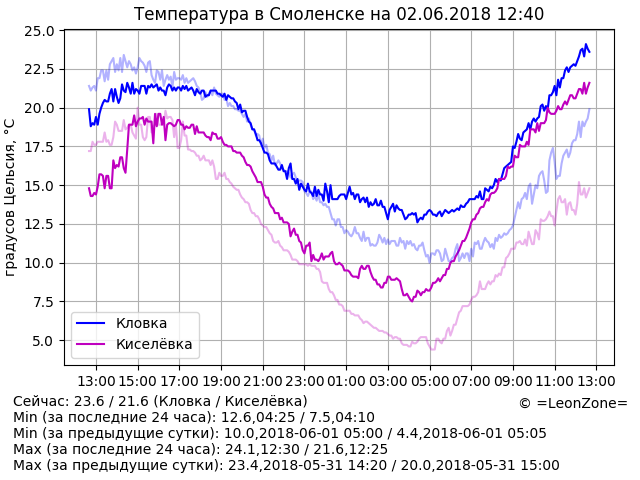 Температура в Смоленске на 02.06.2018 12:40
градусов Цельсия, °C
25.0
22.5
20.0
17.5
15.0
12.5
10.0
7.5
5.0
Кловка
Киселёвка
13:00 15:00 17:00 19:00 21:00 23:00 01:00 03:00 05:00 07:00 09:00 11:00 13:00
Сейчас: 23.6 / 21.6 (Кловка / Киселёвка)
© =LeonZone=
Min (за последние 24 часа): 12.6,04:25 / 7.5,04:10
Min (за предыдущие сутки): 10.0,2018-06-01 05:00 / 4.4,2018-06-01 05:05
Max (за последние 24 часа): 24.1,12:30 / 21.6,12:25
Max (за предыдущие сутки): 23.4,2018-05-31 14:20 / 20.0,2018-05-31 15:00